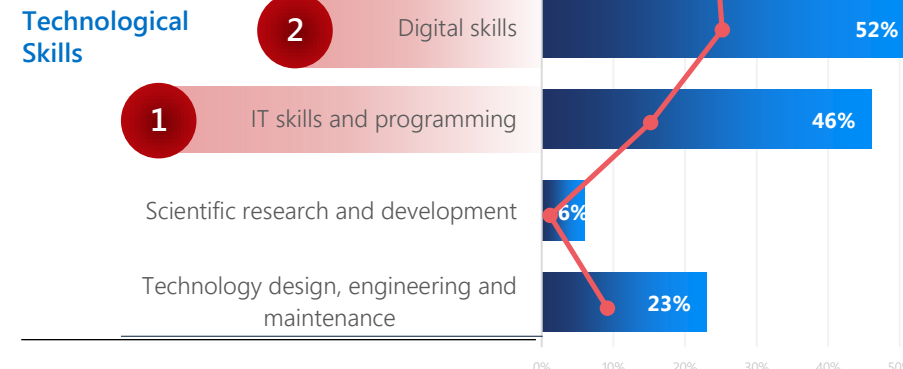 Technological
Skills
2
Digital skills
52%
1
IT skills and programming
46%
Scientific research and development
6%
Technology design, engineering and
maintenance
23%
0% 10% 20% 30% 40% 50%